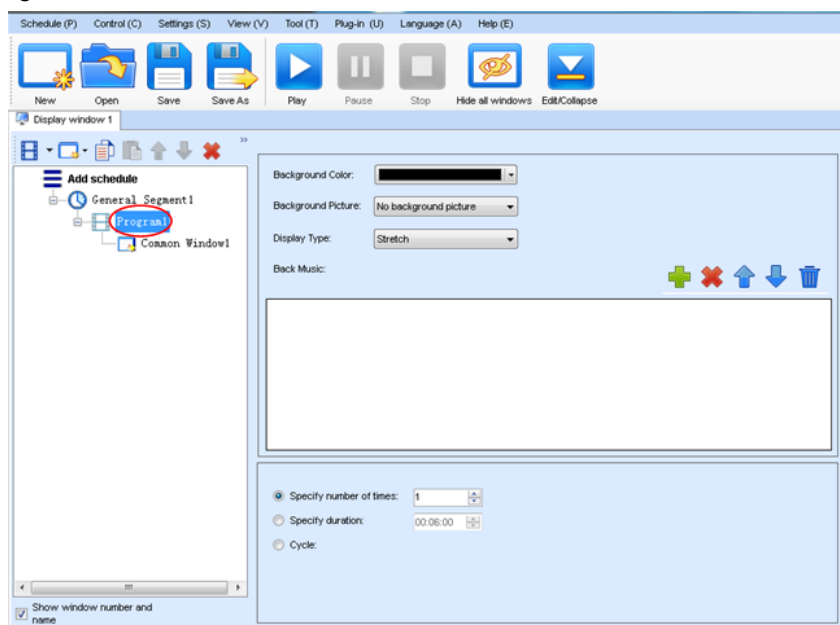 Schedule (P) Control (C) Settings (S) View (V) Tool (T) Plug-in (U) Language (A) Help (E)
New Open Save Save As Play Pause Stop Hide all windows Edit/Collapse
Display window 1
»
Add schedule
General Segment1
Program1
Common Window1
Show window number and
name
Background Color:
Background Picture: No background picture
Display Type: Stretch
Back Music:
Specify number of times: 1
Specify duration: 00:06:00
Cycle: